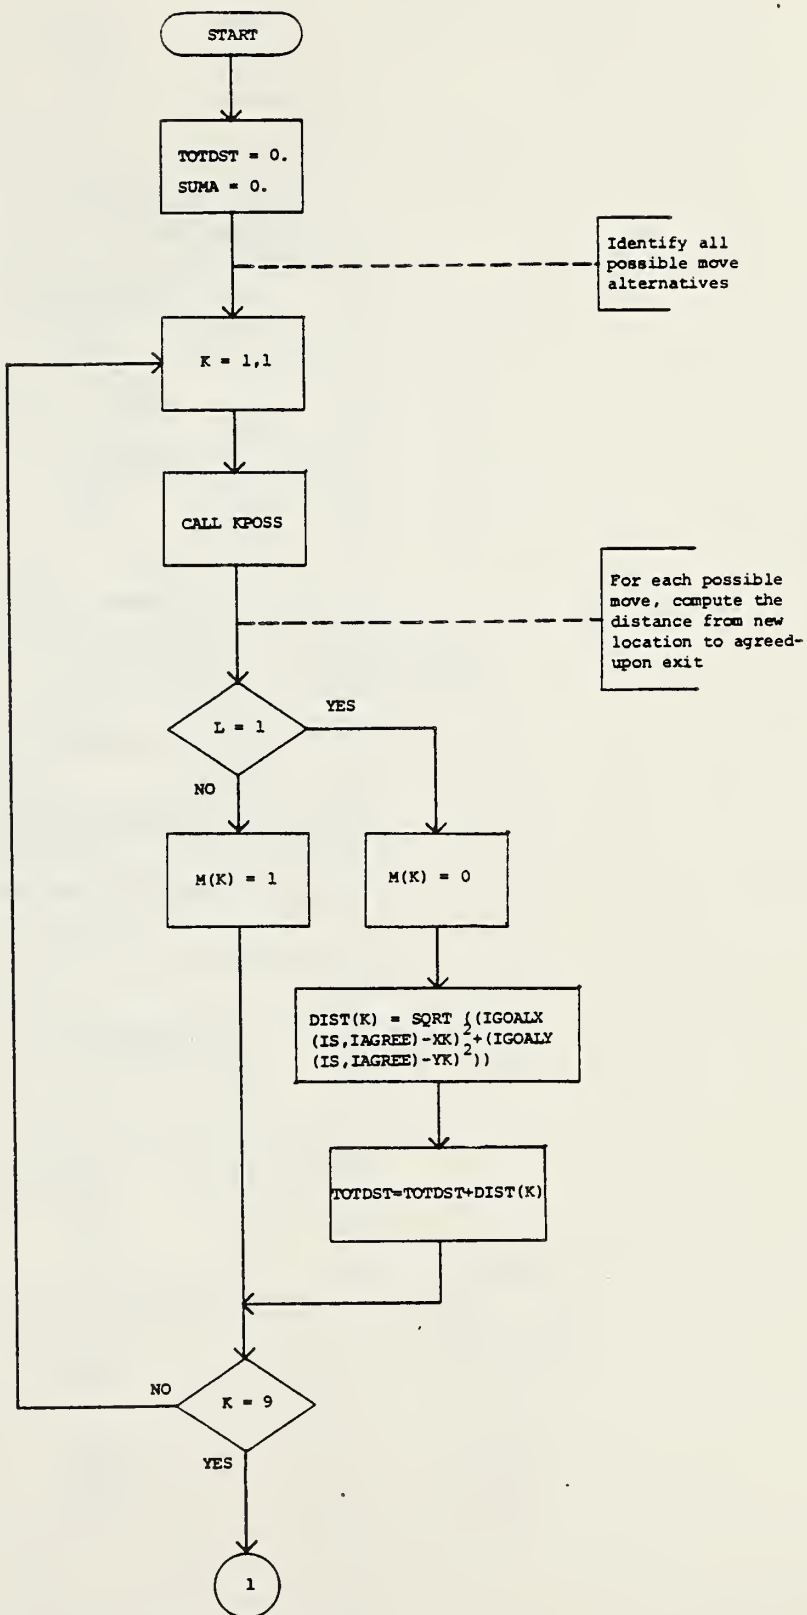 START
TOTDST = 0.
SUMA = 0.
Identify all
possible move
alternatives
K = 1,1
CALL KPOSS
For each possible
move, compute the
distance from new
location to agreed-
upon exit
L = 1
YES
NO
M(K) = 1
M(K) = 0
DIST(K) = SQRT ((IGOALX
(IS,IAGREE)-XK)²+(IGOALY
(IS,IAGREE)-YK)²))
TOTDST=TOTDST+DIST(K)
NO
K = 9
YES
1